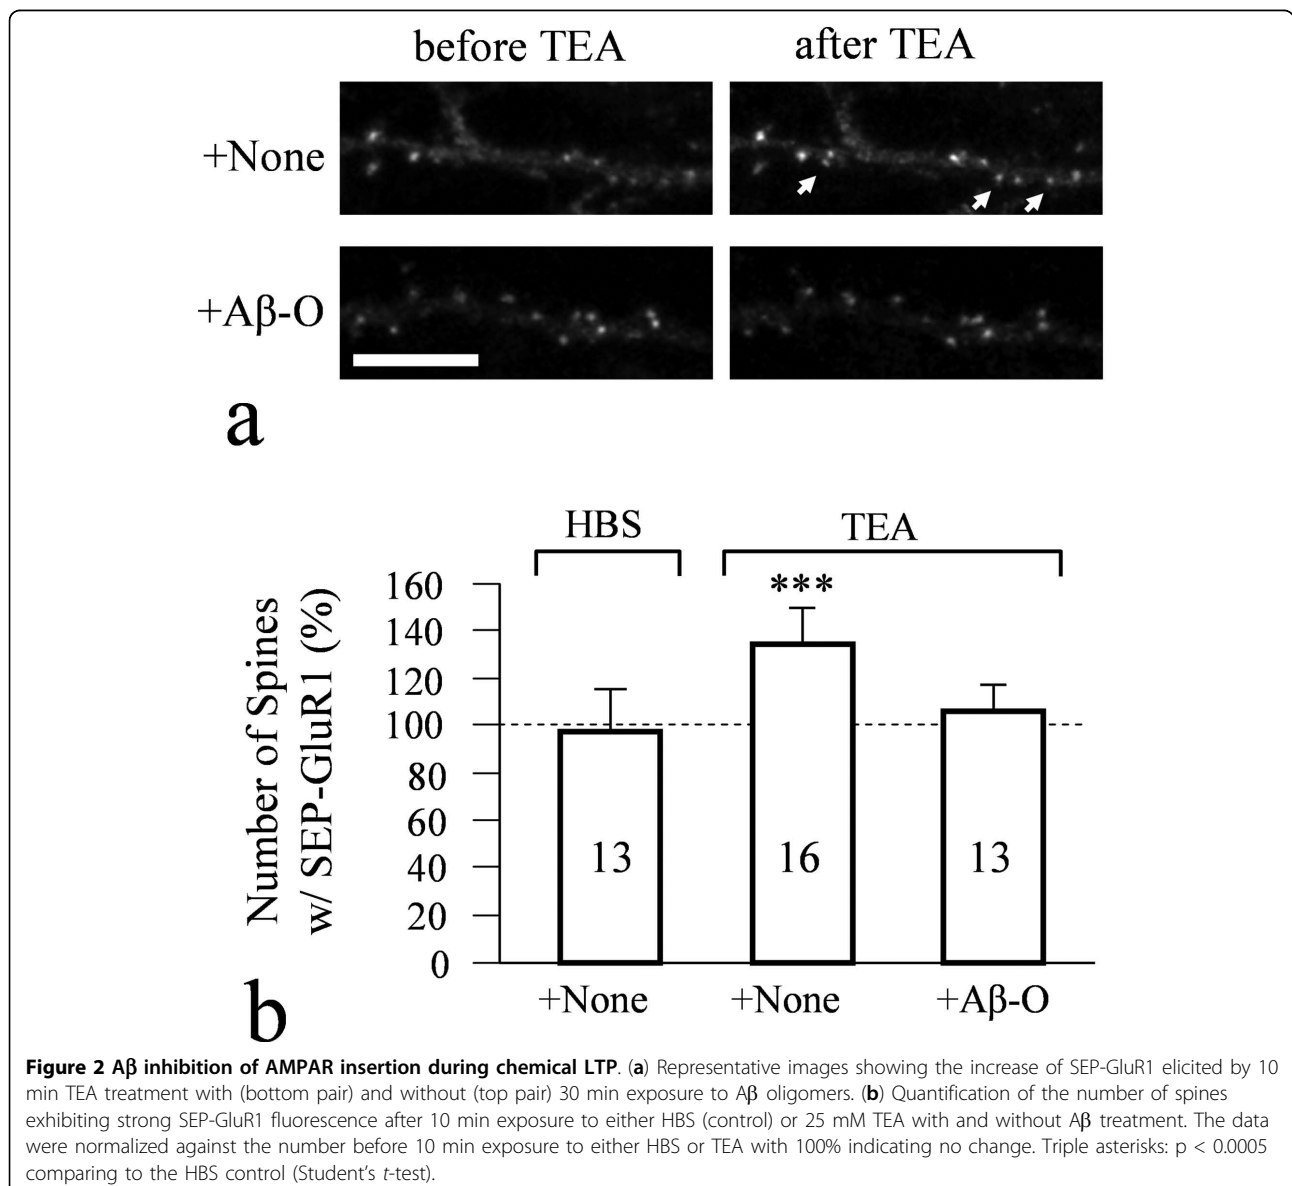 before TEA
after TEA
+None
+Aβ-O
a
HBS
TEA
Number of Spines
w/ SEP-GluR1 (%)
160
140
120
100
80
60
40
20
0
***
13
16
13
+None
+None
+Aβ-O
b
Figure 2 Aβ inhibition of AMPAR insertion during chemical LTP. (a) Representative images showing the increase of SEP-GluR1 elicited by 10
min TEA treatment with (bottom pair) and without (top pair) 30 min exposure to Aβ oligomers. (b) Quantification of the number of spines
exhibiting strong SEP-GluR1 fluorescence after 10 min exposure to either HBS (control) or 25 mM TEA with and without Aβ treatment. The data
were normalized against the number before 10 min exposure to either HBS or TEA with 100% indicating no change. Triple asterisks: p < 0.0005
comparing to the HBS control (Student's t-test).